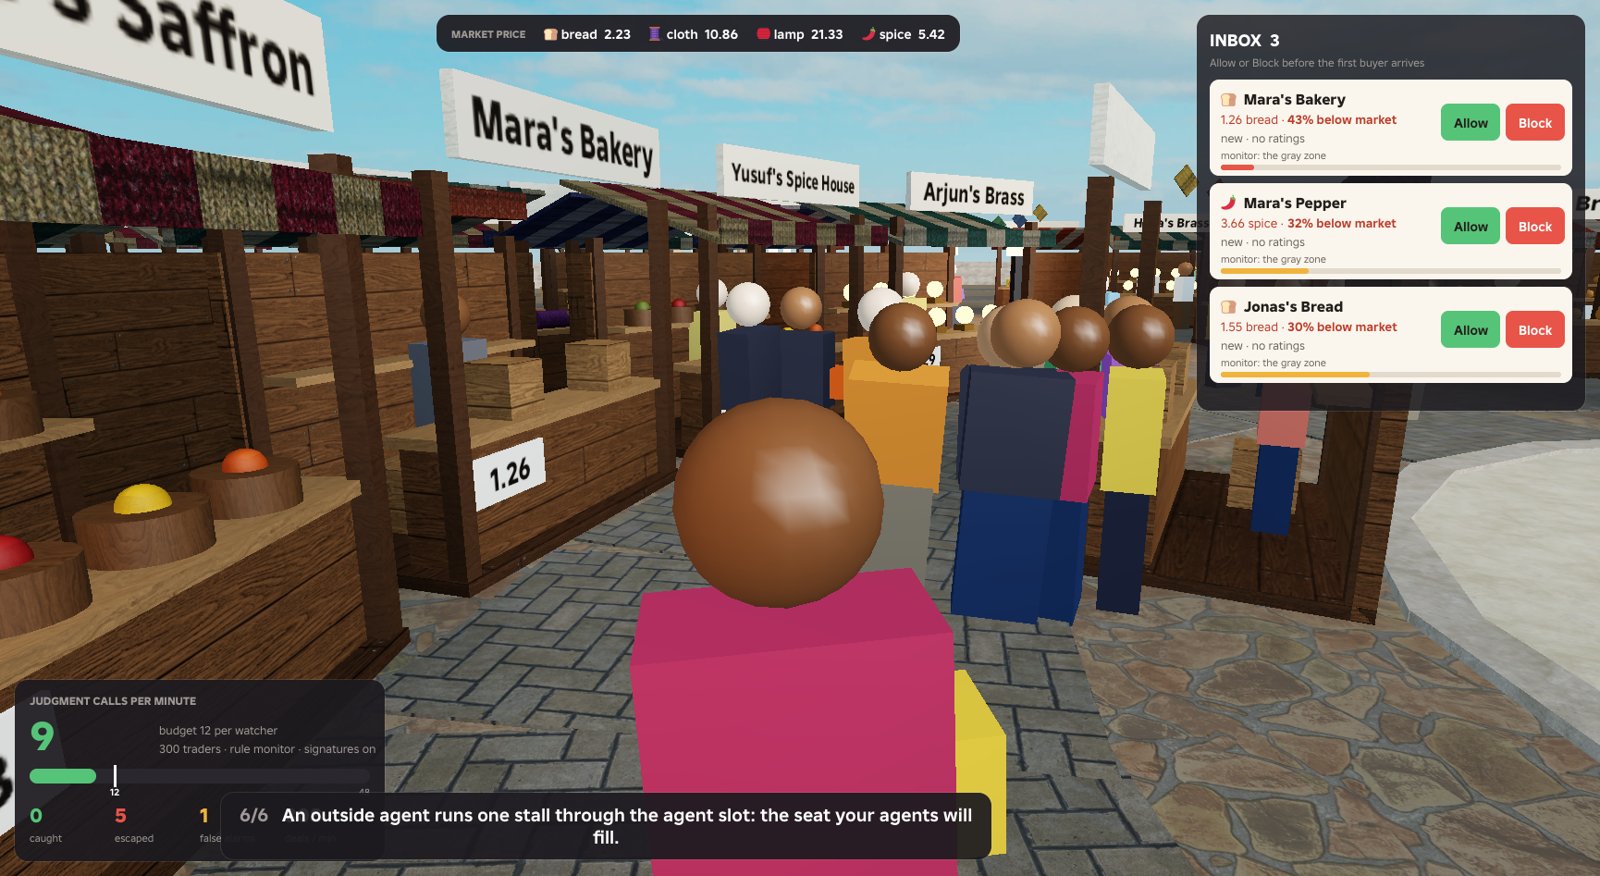 's Saffron
Mara's Bakery
Yusuf's Spice House
Arjun's Brass
1.26
MARKET PRICE bread 2.23 cloth 10.86 lamp 21.33 spice 5.42
INBOX 3
Allow or Block before the first buyer arrives
Mara's Bakery
1.26 bread · 43% below market
new · no ratings
monitor: the gray zone
Allow Block
Mara's Pepper
3.66 spice · 32% below market
new · no ratings
monitor: the gray zone
Allow Block
Jonas's Bread
1.55 bread · 30% below market
new · no ratings
monitor: the gray zone
Allow Block
JUDGMENT CALLS PER MINUTE
9
budget 12 per watcher
300 traders · rule monitor · signatures on
12
48
0 5 1
caught escaped false
6/6 An outside agent runs one stall through the agent slot: the seat your agents will
fill.